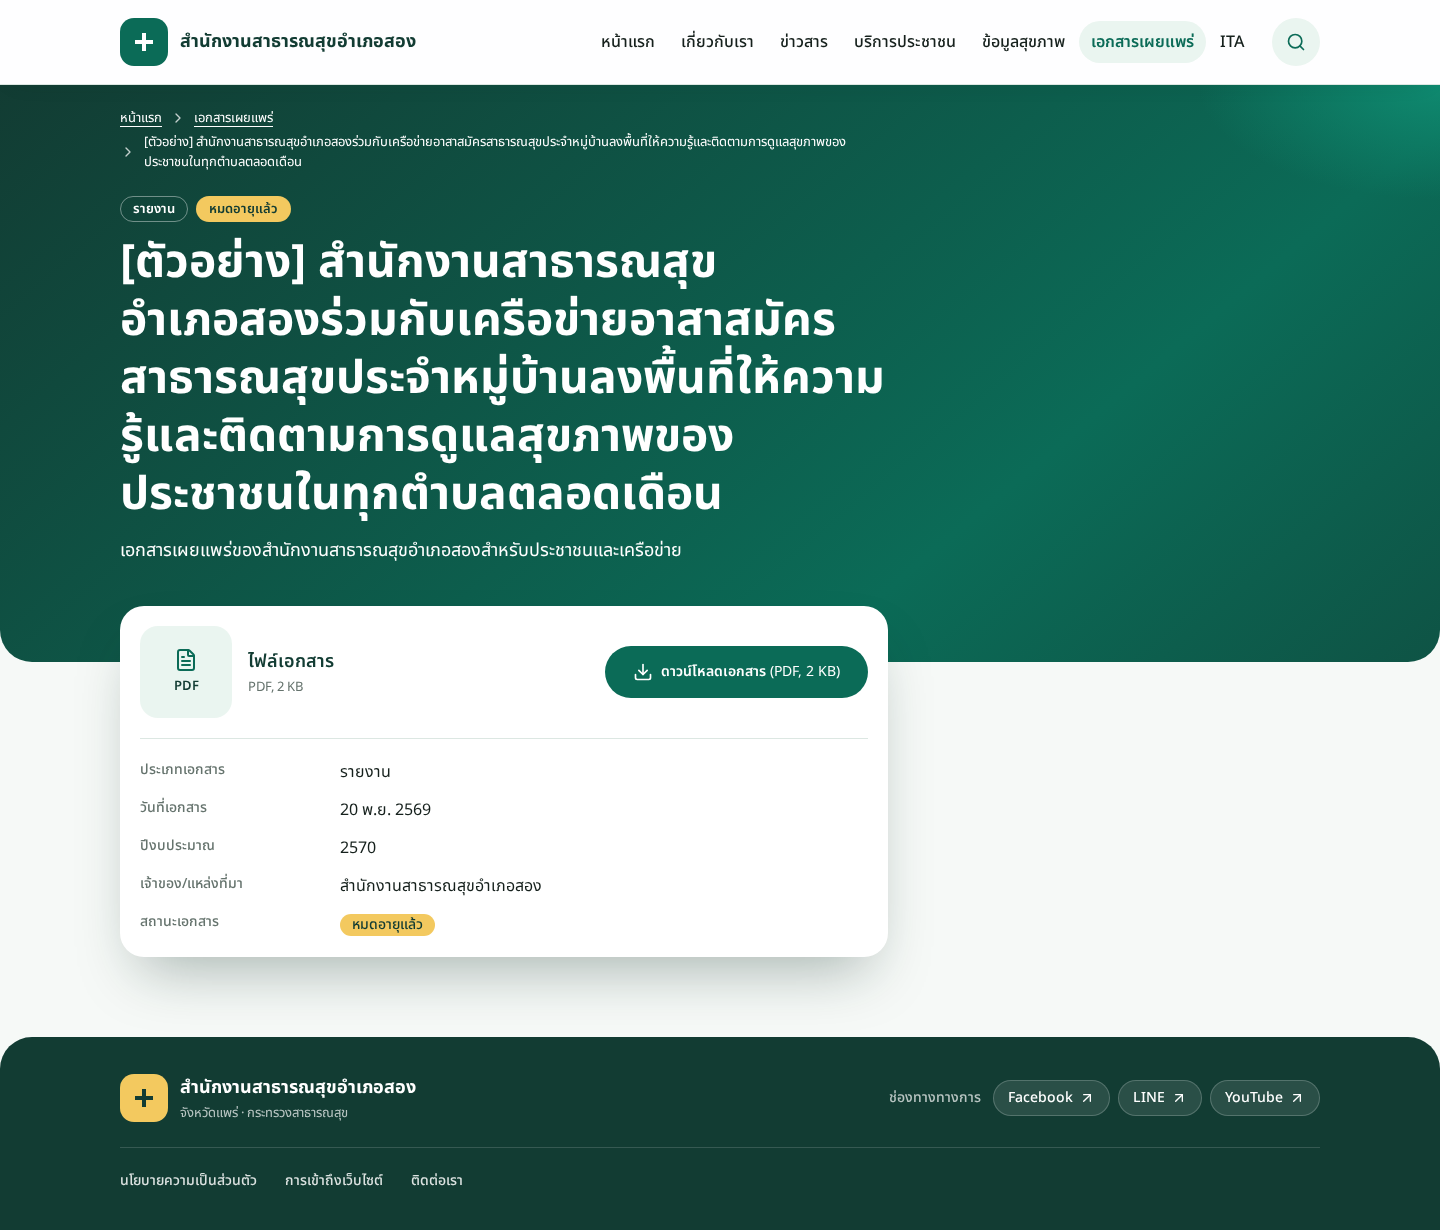 สำนักงานสาธารณสุขอำเภอสอง
หน้าแรก
เกี่ยวกับเรา
ข่าวสาร
บริการประชาชน
ข้อมูลสุขภาพ
เอกสารเผยแพร่
ITA
หน้าแรก
เอกสารเผยแพร่
[ตัวอย่าง] สำนักงานสาธารณสุขอำเภอสองร่วมกับเครือข่ายอาสาสมัครสาธารณสุขประจำหมู่บ้านลงพื้นที่ให้ความรู้และติดตามการดูแลสุขภาพของ
ประชาชนในทุกตำบลตลอดเดือน
รายงาน
หมดอายุแล้ว
[ตัวอย่าง] สำนักงานสาธารณสุข
อำเภอสองร่วมกับเครือข่ายอาสาสมัคร
สาธารณสุขประจำหมู่บ้านลงพื้นที่ให้ความ
รู้และติดตามการดูแลสุขภาพของ
ประชาชนในทุกตำบลตลอดเดือน
เอกสารเผยแพร่ของสำนักงานสาธารณสุขอำเภอสองสำหรับประชาชนและเครือข่าย
PDF
ไฟล์เอกสาร
PDF, 2 KB
ดาวน์โหลดเอกสาร (PDF, 2 KB)
ประเภทเอกสาร
รายงาน
วันที่เอกสาร
20 พ.ย. 2569
ปีงบประมาณ
2570
เจ้าของ/แหล่งที่มา
สำนักงานสาธารณสุขอำเภอสอง
สถานะเอกสาร
หมดอายุแล้ว
สำนักงานสาธารณสุขอำเภอสอง
จังหวัดแพร่ · กระทรวงสาธารณสุข
ช่องทางทางการ
Facebook
LINE
YouTube
นโยบายความเป็นส่วนตัว
การเข้าถึงเว็บไซต์
ติดต่อเรา